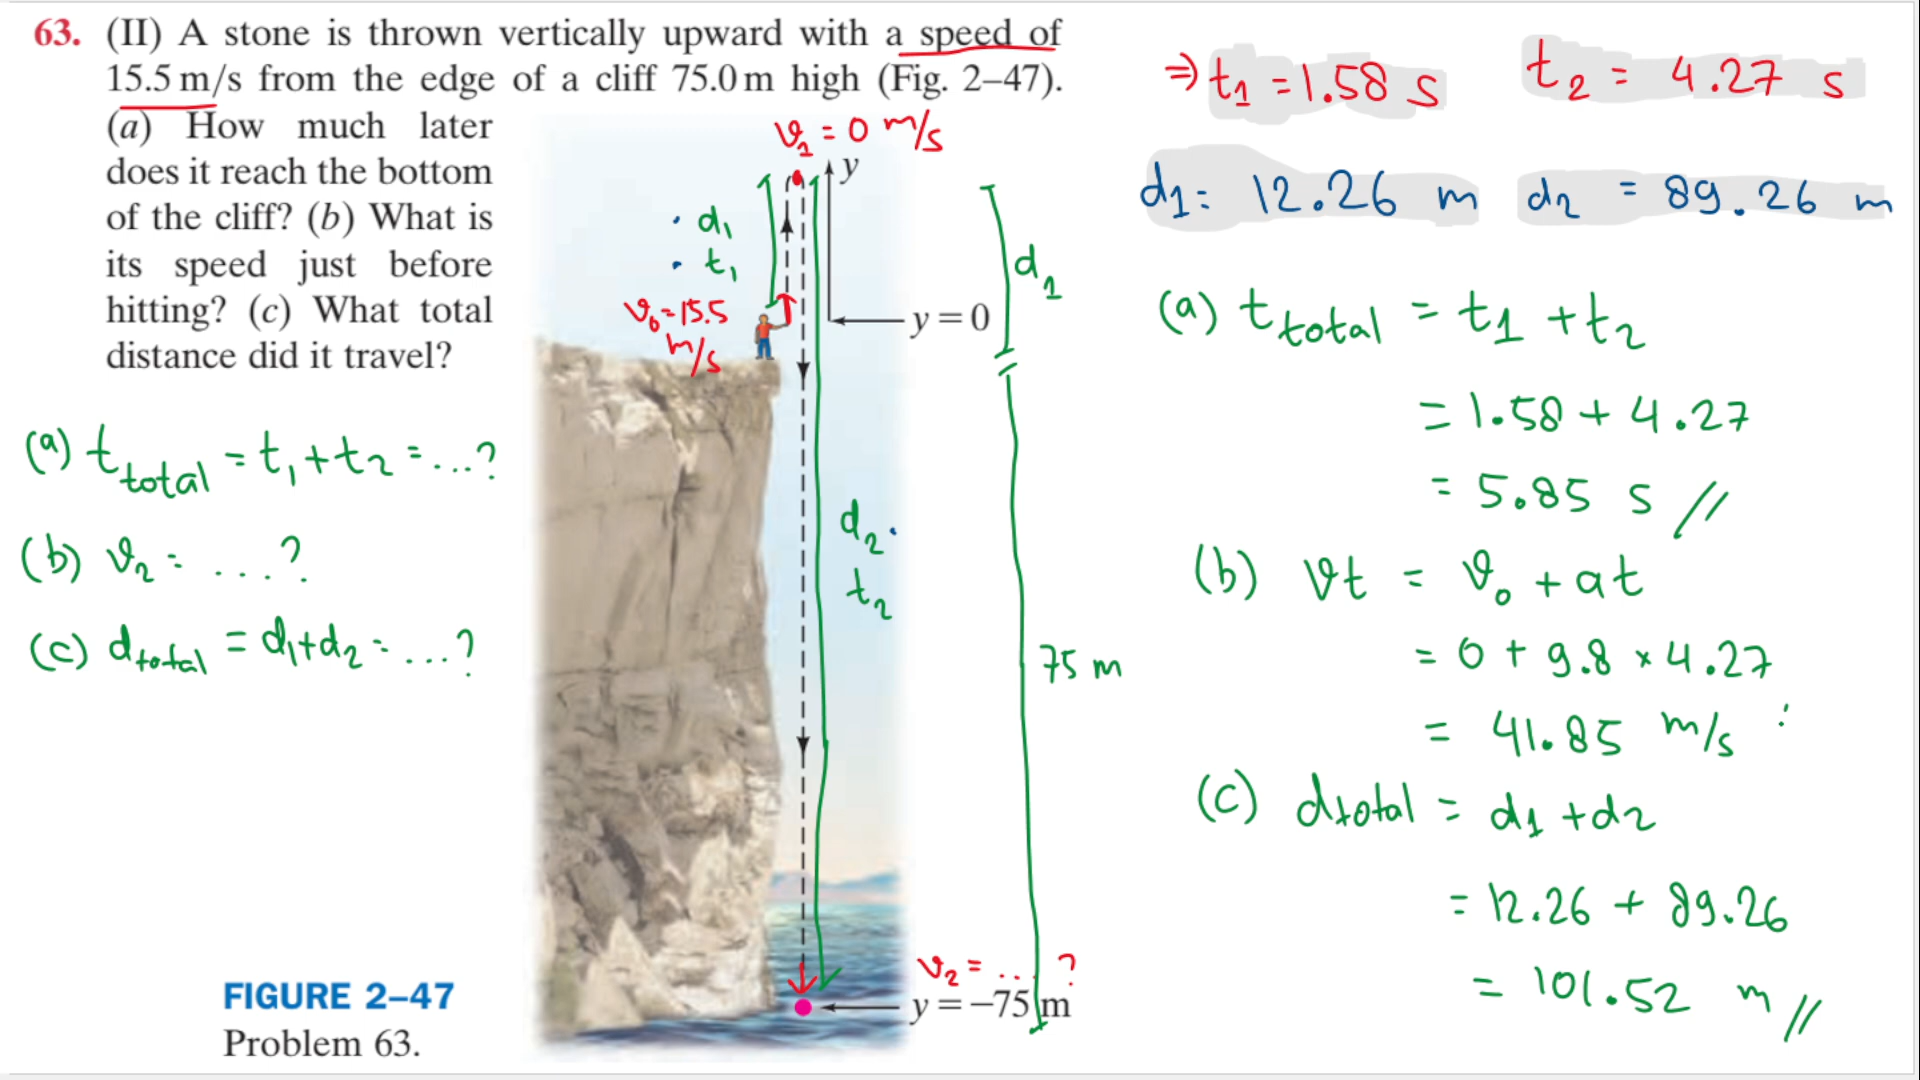 63. (II) A stone is thrown vertically upward with a speed of
15.5 m/s from the edge of a cliff 75.0 m high (Fig. 2–47).
(a) How much later
does it reach the bottom
of the cliff? (b) What is
its speed just before
hitting? (c) What total
distance did it travel?
(a) t total = t1 + t2 = ...?
(b) v2 = ...?
(c) dtotal = d1+d2 = ...?
FIGURE 2–47
Problem 63.
v1 = 0 m/s
y
· d1
· t1
v0 = 15.5
m/s
y = 0
d1
d2
t2
75 m
v2 = ... ?
y = −75 m
⇒ t1 = 1.58 s t2 = 4.27 s
d1 = 12.26 m d2 = 89.26 m
(a) t total = t1 + t2
= 1.58 + 4.27
= 5.85 s //
(b) vt = v0 + at
= 0 + 9.8 × 4.27
= 41.85 m/s
(c) dtotal = d1 + d2
= 12.26 + 89.26
= 101.52 m //